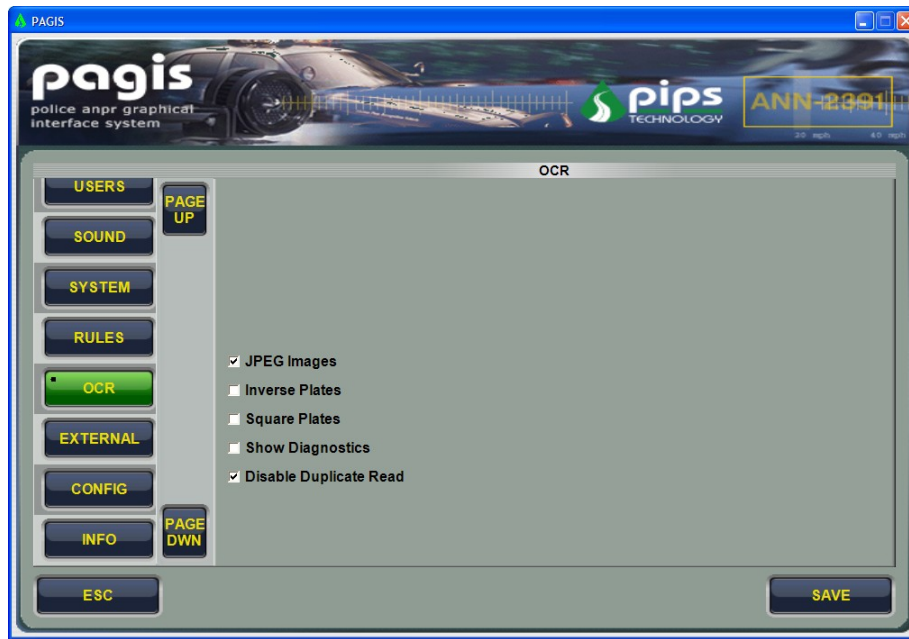 PAGIS
pagis
police anpr graphical
interface system
pips
TECHNOLOGY
ANN-2391
20 mph 40 mph
OCR
USERS
PAGE
UP
SOUND
SYSTEM
RULES
JPEG Images
OCR
Inverse Plates
Square Plates
EXTERNAL
Show Diagnostics
CONFIG
Disable Duplicate Read
INFO
PAGE
DWN
ESC
SAVE